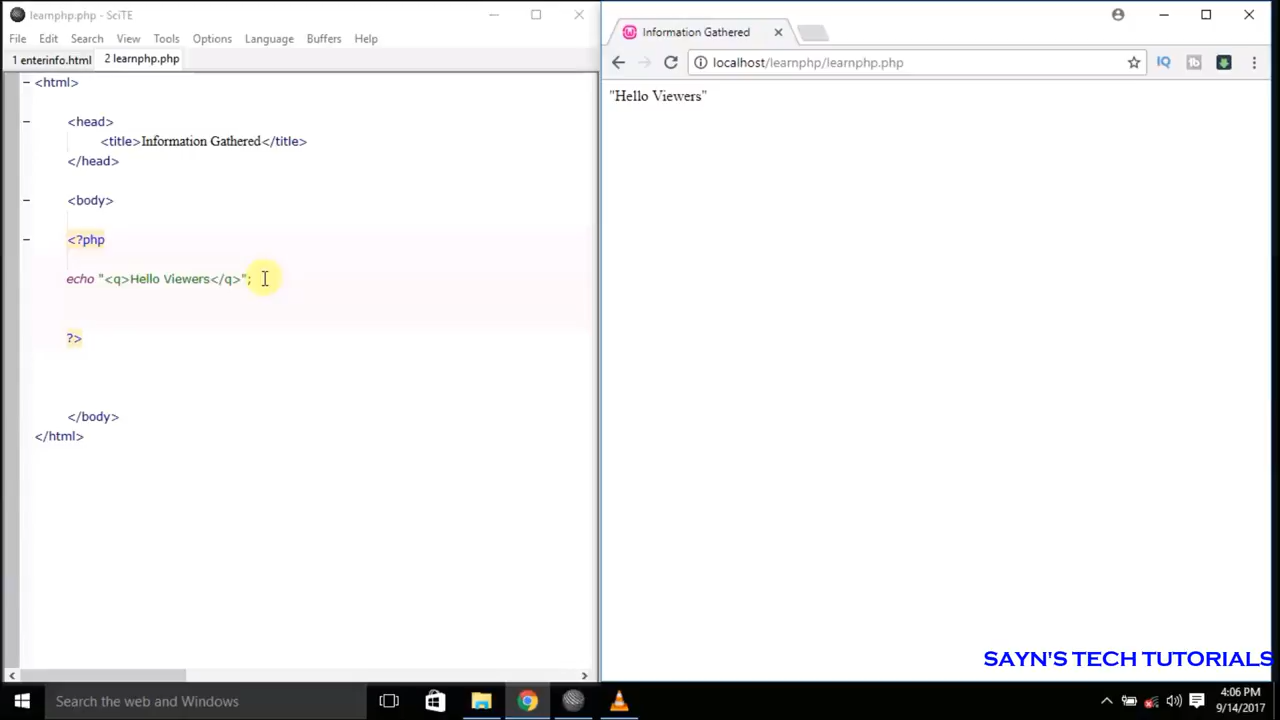 learnphp.php - SciTE
File Edit Search View Tools Options Language Buffers Help
1 enterinfo.html 2 learnphp.php
<html>
<head>
<title>Information Gathered</title>
</head>
<body>
<?php
echo "<q>Hello Viewers</q>";
?>
</body>
</html>
Information Gathered
localhost/learnphp/learnphp.php
IQ
"Hello Viewers"
SAYN'S TECH TUTORIALS
Search the web and Windows
4:06 PM
9/14/2017